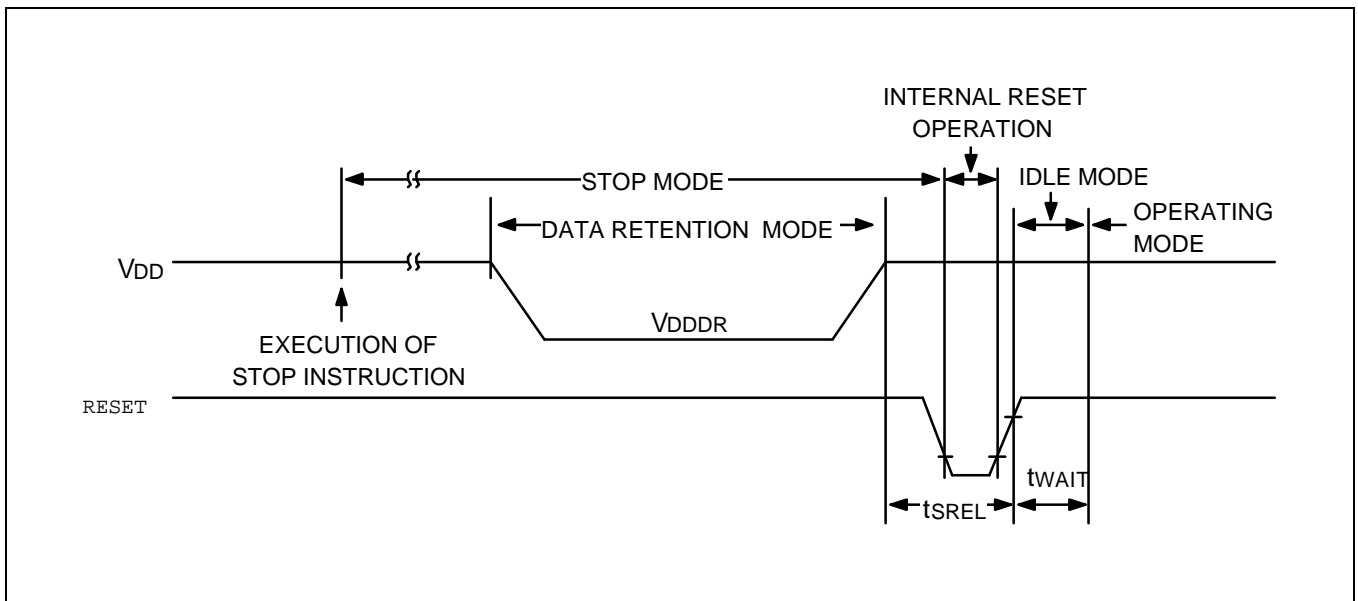 INTERNAL RESET
OPERATION
STOP MODE
IDLE MODE
DATA RETENTION MODE
OPERATING
MODE
VDD
VDDDR
EXECUTION OF
STOP INSTRUCTION
RESET
tWAIT
tSREL